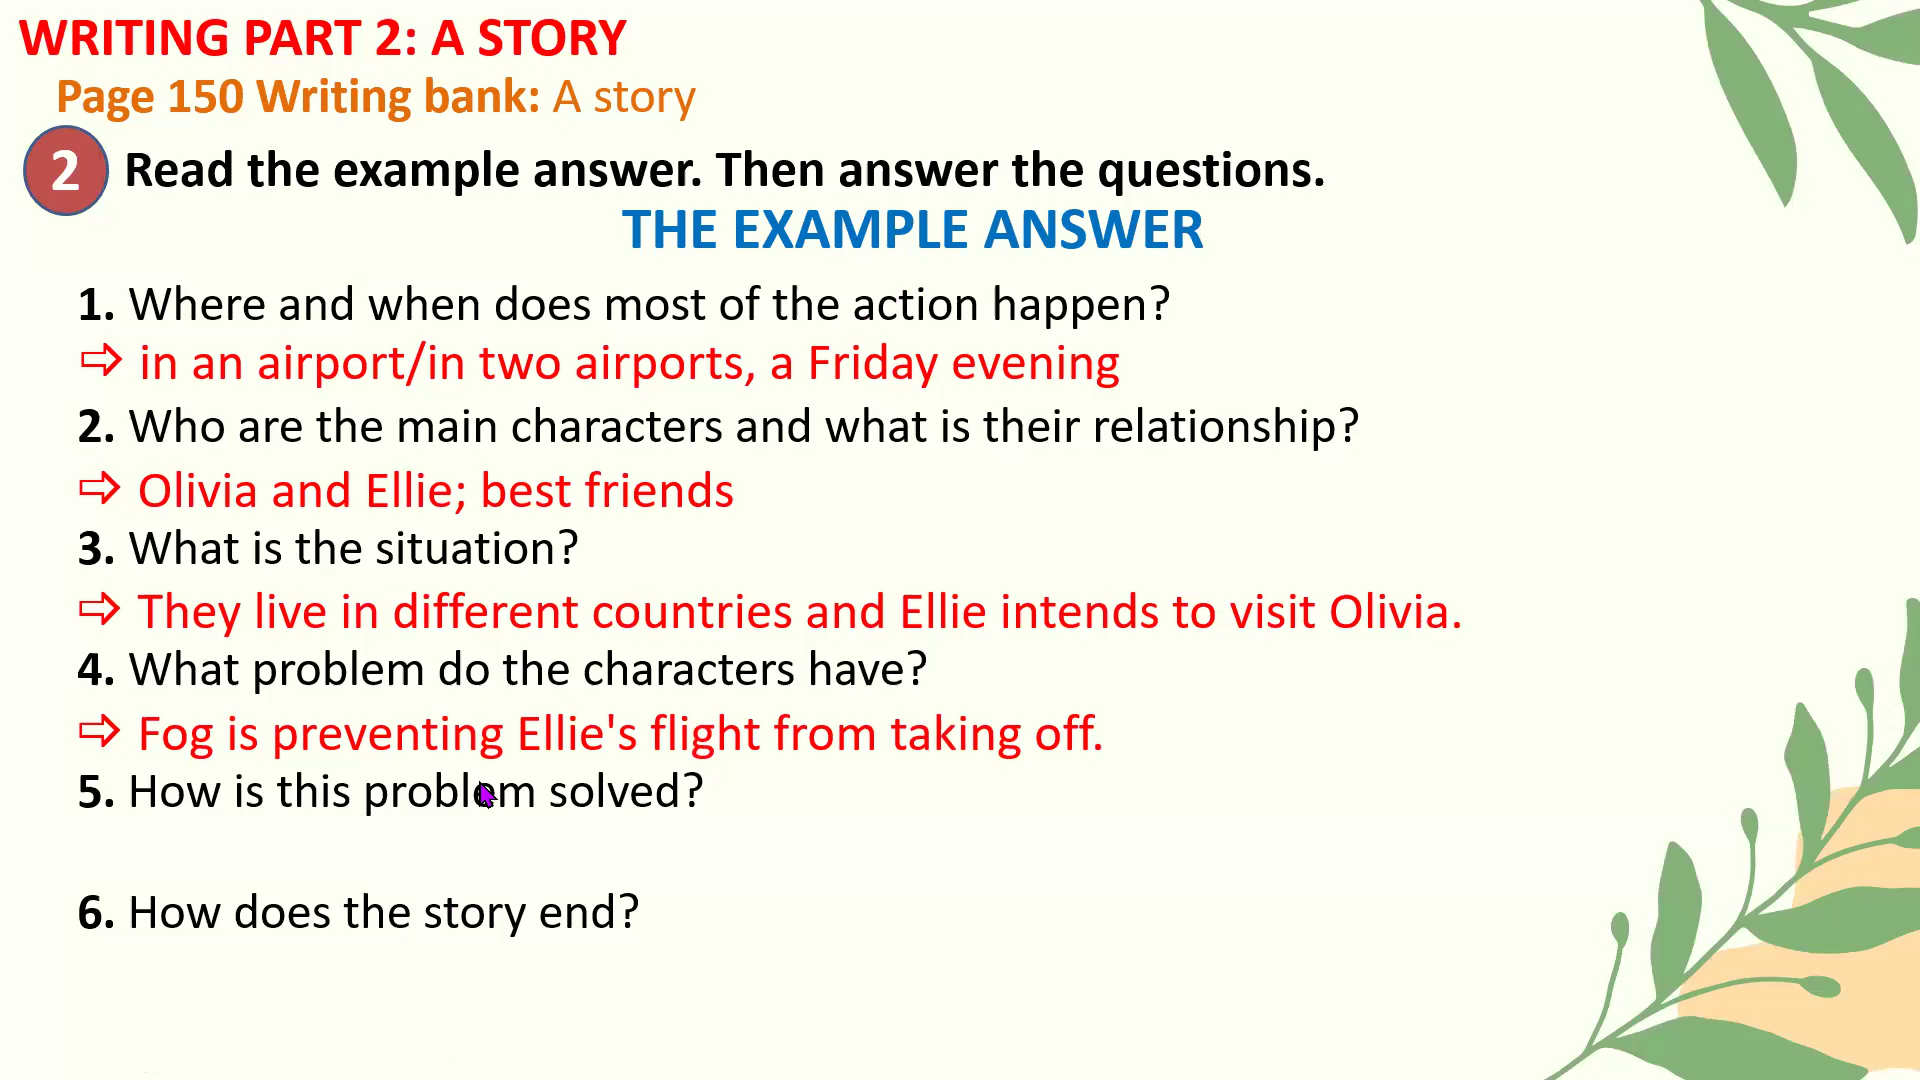 WRITING PART 2: A STORY
Page 150 Writing bank: A story
2 Read the example answer. Then answer the questions.
THE EXAMPLE ANSWER
1. Where and when does most of the action happen?
⇨ in an airport/in two airports, a Friday evening
2. Who are the main characters and what is their relationship?
⇨ Olivia and Ellie; best friends
3. What is the situation?
⇨ They live in different countries and Ellie intends to visit Olivia.
4. What problem do the characters have?
⇨ Fog is preventing Ellie's flight from taking off.
5. How is this problem solved?
6. How does the story end?